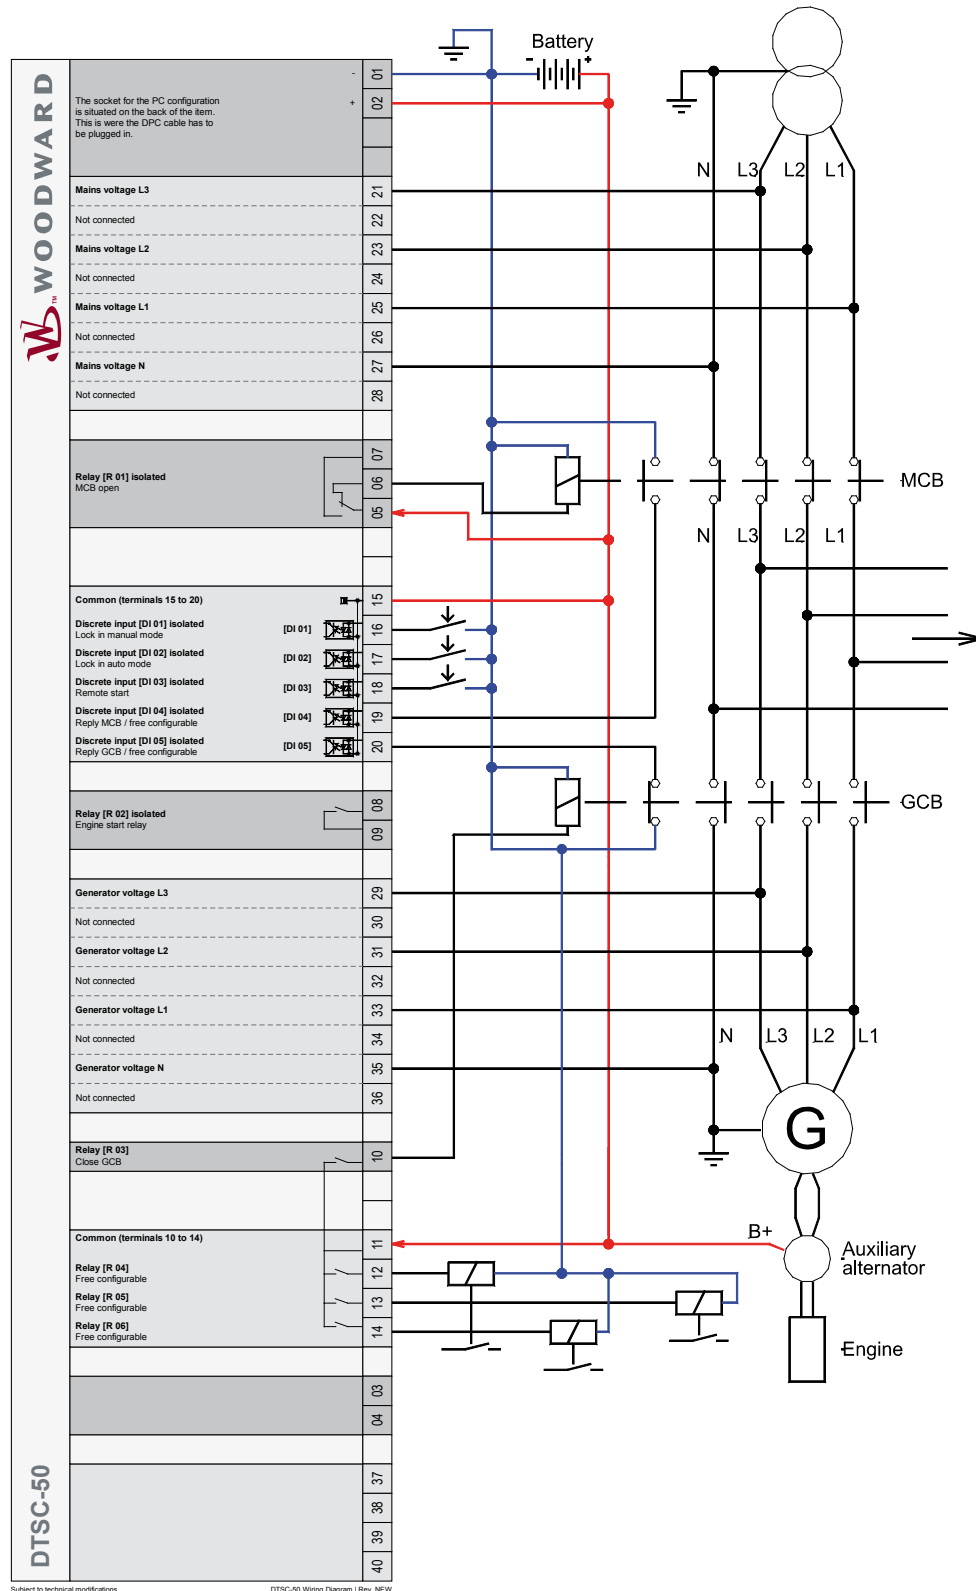 WOODWARD
TM
DTSC-50
Battery
- +
- 01
The socket for the PC configuration
is situated on the back of the item.
This is were the DPC cable has to
be plugged in.
+ 02
N L3 L2 L1
Mains voltage L3 21
Not connected 22
Mains voltage L2 23
Not connected 24
Mains voltage L1 25
Not connected 26
Mains voltage N 27
Not connected 28
07
Relay [R 01] isolated 06
MCB open
05
MCB
N L3 L2 L1
Common (terminals 15 to 20) 15
Discrete input [DI 01] isolated [DI 01] 16
Lock in manual mode
Discrete input [DI 02] isolated [DI 02] 17
Lock in auto mode
Discrete input [DI 03] isolated [DI 03] 18
Remote start
Discrete input [DI 04] isolated [DI 04] 19
Reply MCB / free configurable
Discrete input [DI 05] isolated [DI 05] 20
Reply GCB / free configurable
GCB
Relay [R 02] isolated 08
Engine start relay 09
Generator voltage L3 29
Not connected 30
Generator voltage L2 31
Not connected 32
Generator voltage L1 33
Not connected 34
Generator voltage N 35
Not connected 36
N L3 L2 L1
G
Relay [R 03] 10
Close GCB
Common (terminals 10 to 14) 11
B+
Auxiliary
alternator
Relay [R 04] 12
Free configurable
Relay [R 05] 13
Free configurable
Relay [R 06] 14
Free configurable
Engine
03
04
37
38
39
40
Subject to technical modifications.
DTSC-50 Wiring Diagram | Rev. NEW